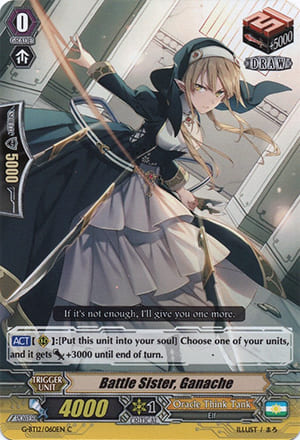 GRADE
0
+5000
DRAW
5000
If it's not enough, I'll give you one more.
ACT [ ]:[Put this unit into your soul] Choose one of your units,
and it gets +3000 until end of turn.
TRIGGER
UNIT
Battle Sister, Ganache
POWER
4000
1
CRITICAL
Oracle Think Tank
Elf
G-BT12/060EN C
ILLUST / まろ